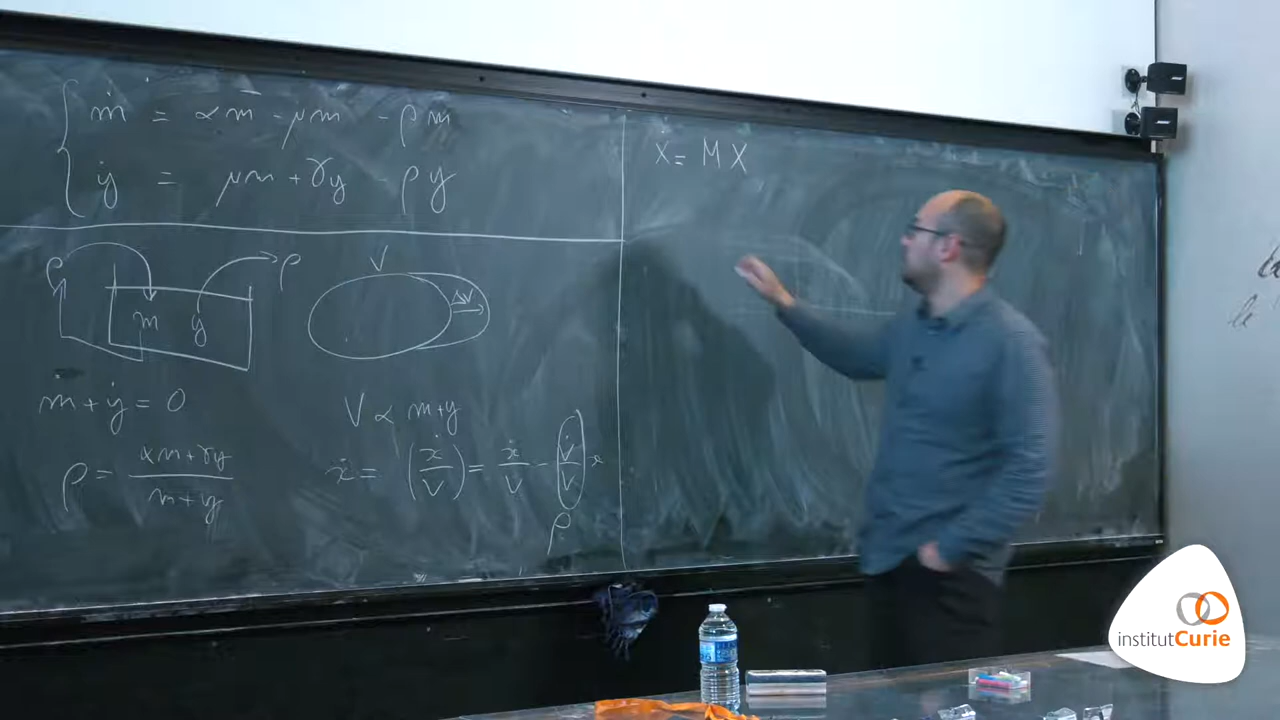 ṁ = αm - μm - ρm
ẏ = μm + γy - ρy
ρ m y ρ
V ΔV
ṁ + ẏ = 0
V ∝ m+y
ρ = αm+γy / m+y
ẋ = (x/V) = ẋ/V - (V̇/V) x
ρ
Ẋ = M X
institutCurie